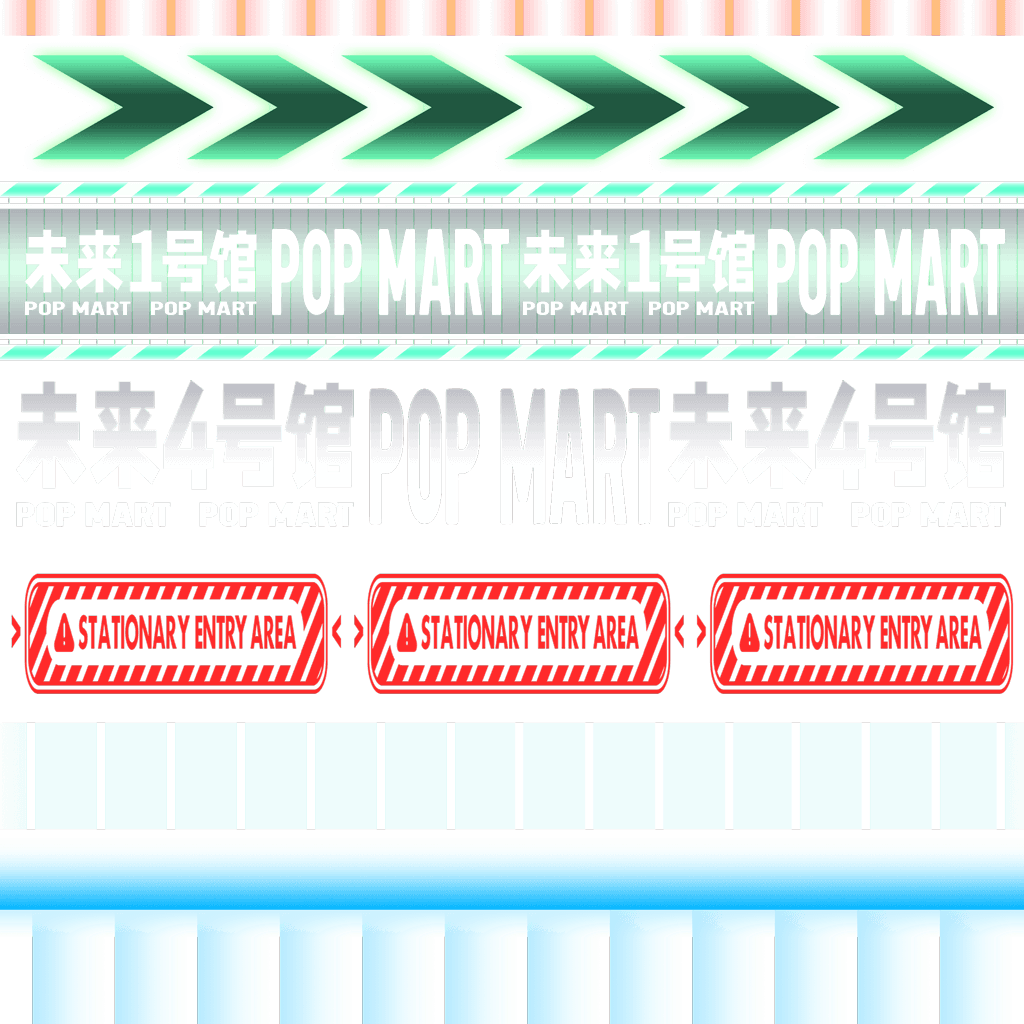 未来1号馆 POP MART 未来1号馆 POP MART
POP MART POP MART POP MART POP MART
未来4号馆 POP MART 未来4号馆
POP MART POP MART POP MART POP MART
STATIONARY ENTRY AREA STATIONARY ENTRY AREA STATIONARY ENTRY AREA